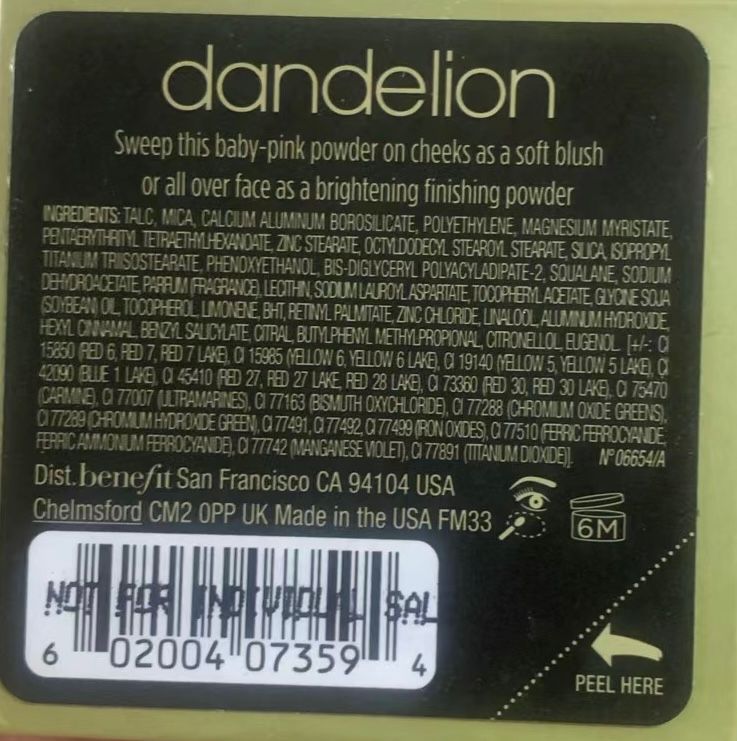 dandelion
Sweep this baby-pink powder on cheeks as a soft blush
or all over face as a brightening finishing powder
INGREDIENTS: TALC, MICA, CALCIUM ALUMINUM BOROSILICATE, POLYETHYLENE, MAGNESIUM MYRISTATE,
PENTAERYTHRITYL TETRAETHYLHEXANOATE, ZINC STEARATE, OCTYLDODECYL STEAROYL STEARATE, SILICA, ISOPROPYL
TITANIUM TRIISOSTEARATE, PHENOXYETHANOL, BIS-DIGLYCERYL POLYACYLADIPATE-2, SQUALANE, SODIUM
DEHYDROACETATE, PARFUM (FRAGRANCE), LECITHIN, SODIUM LAUROYL ASPARTATE, TOCOPHERYL ACETATE, GLYCINE SOJA
(SOYBEAN) OIL, TOCOPHEROL, LIMONENE, BHT, RETINYL PALMITATE, ZINC CHLORIDE, LINALOOL, ALUMINUM HYDROXIDE,
HEXYL CINNAMAL, BENZYL SALICYLATE, CITRAL, BUTYLPHENYL METHYLPROPIONAL, CITRONELLOL, EUGENOL. [+/-: CI
15850 (RED 6, RED 7, RED 7 LAKE), CI 15985 (YELLOW 6, YELLOW 6 LAKE), CI 19140 (YELLOW 5, YELLOW 5 LAKE), CI
42090 (BLUE 1 LAKE), CI 45410 (RED 27, RED 27 LAKE, RED 28 LAKE), CI 73360 (RED 30, RED 30 LAKE), CI 75470
(CARMINE), CI 77007 (ULTRAMARINES), CI 77163 (BISMUTH OXYCHLORIDE), CI 77288 (CHROMIUM OXIDE GREENS),
CI 77289 (CHROMIUM HYDROXIDE GREEN), CI 77491, CI 77492, CI 77499 (IRON OXIDES), CI 77510 (FERRIC FERROCYANIDE,
FERRIC AMMONIUM FERROCYANIDE), CI 77742 (MANGANESE VIOLET), CI 77891 (TITANIUM DIOXIDE)]. N° 06654/A
Dist. benefit San Francisco CA 94104 USA
Chelmsford CM2 0PP UK Made in the USA FM33
6M
NOT FOR INDIVIDUAL SAL
6 02004 07359 4
PEEL HERE